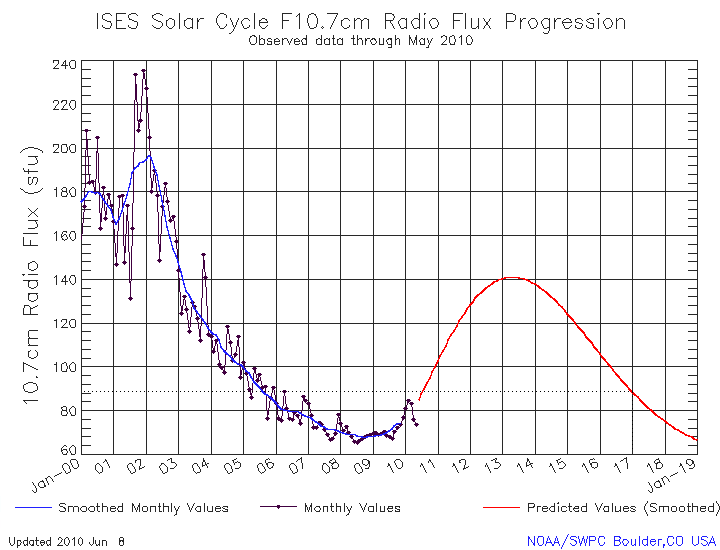 ISES Solar Cycle F10.7cm Radio Flux Progression
Observed data through May 2010
10.7cm Radio Flux (sfu)
240
220
200
180
160
140
120
100
80
60
Jan-00 01 02 03 04 05 06 07 08 09 10 11 12 13 14 15 16 17 18 Jan-19
Smoothed Monthly Values Monthly Values Predicted Values (Smoothed)
Updated 2010 Jun 8 NOAA/SWPC Boulder,CO USA